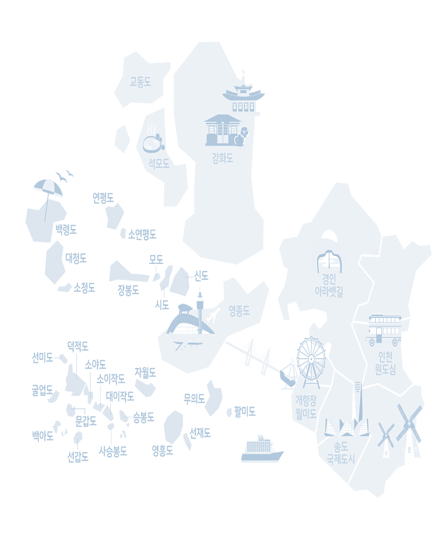 교동도
석모도
강화도
연평도
소연평도
백령도
대청도
소청도
모도
장봉도
신도
시도
영종도
경인
아라뱃길
인천
원도심
덕적도
선미도
소야도
소이작도
자월도
굴업도
대이작도
무의도
팔미도
문갑도
승봉도
백아도
선재도
선갑도
사승봉도
영흥도
개항장
월미도
송도
국제도시